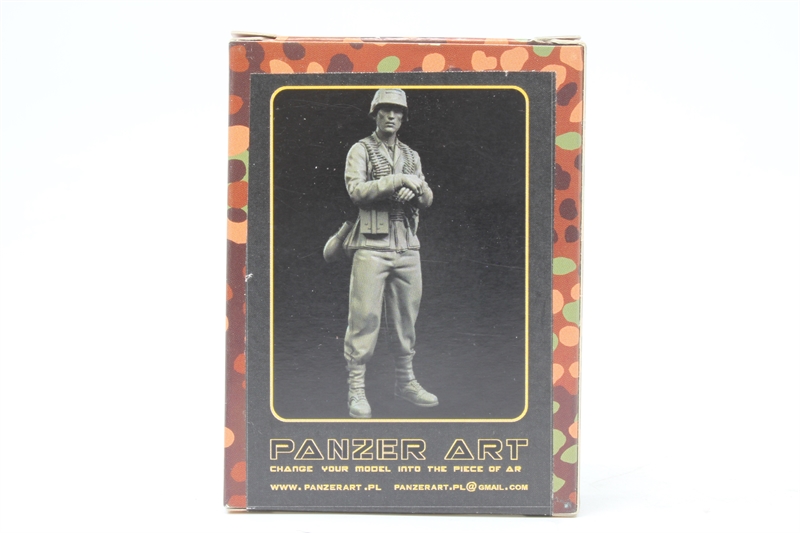 PANZER ART
CHANGE YOUR MODEL INTO THE PIECE OF AR
WWW.PANZERART.PL PANZERART.PL@GMAIL.COM